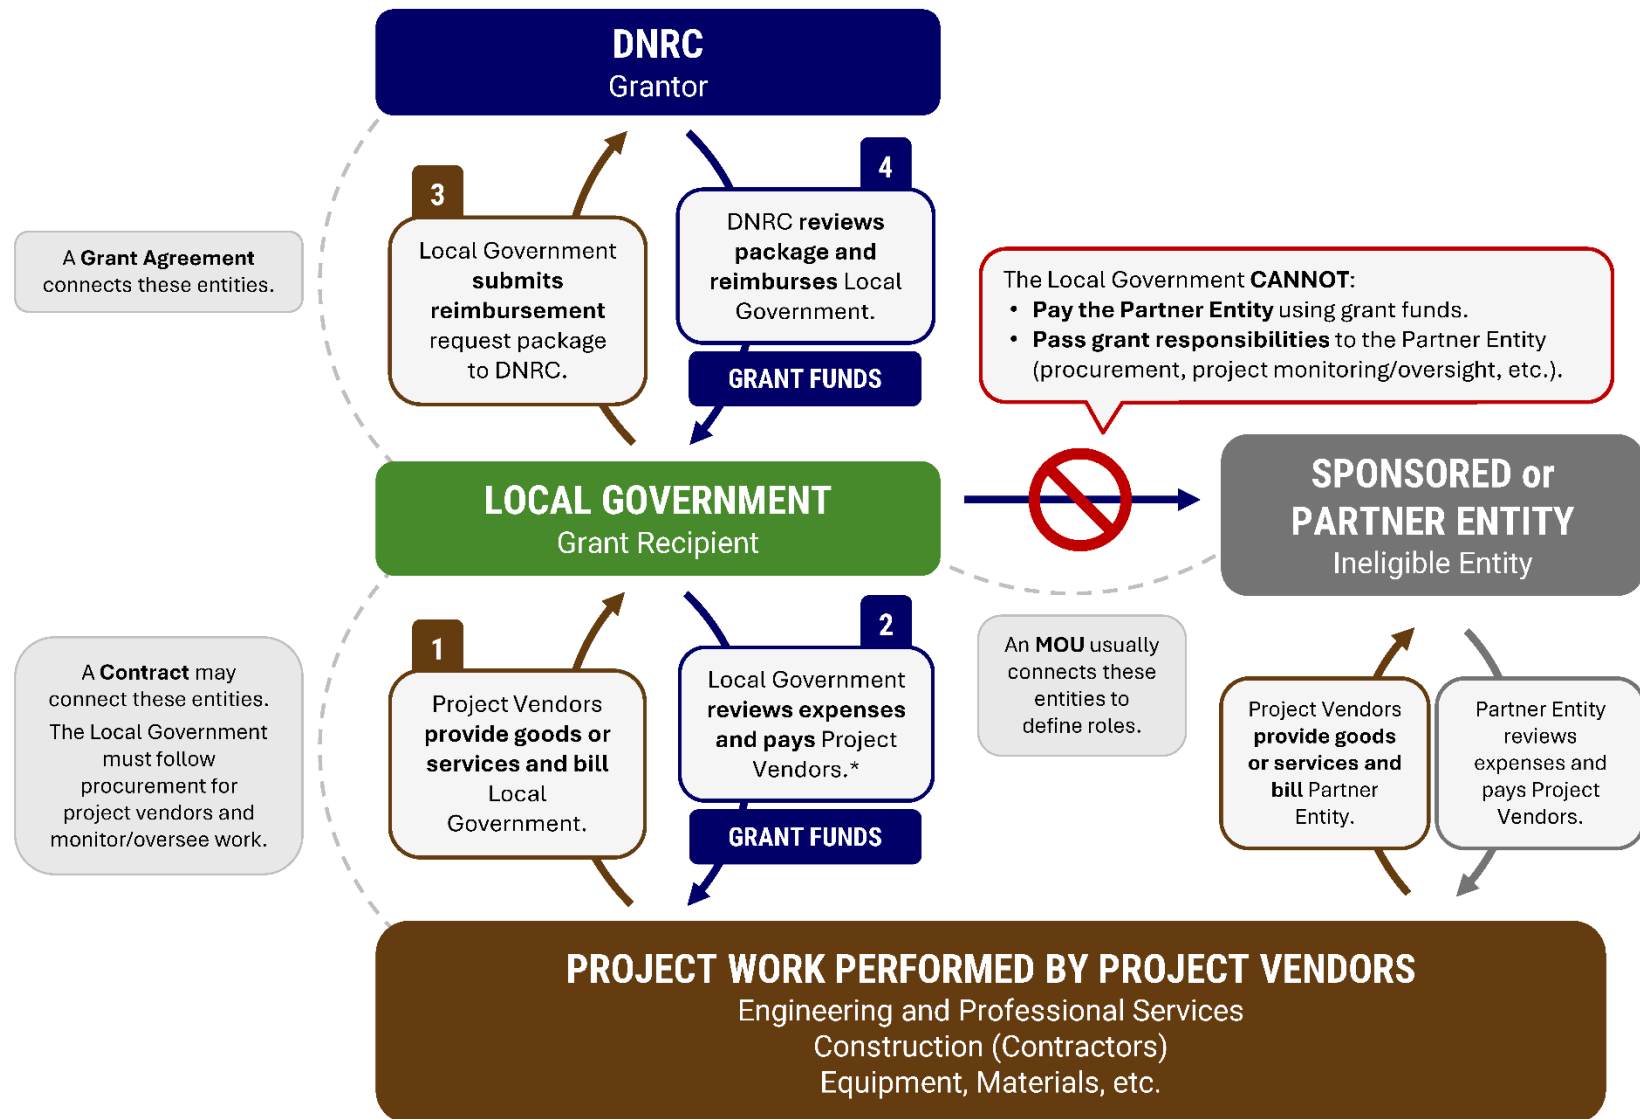 DNRC
Grantor
3
Local Government
submits
reimbursement
request package
to DNRC.
4
DNRC reviews
package and
reimburses Local
Government.
GRANT FUNDS
A Grant Agreement
connects these entities.
The Local Government CANNOT:
• Pay the Partner Entity using grant funds.
• Pass grant responsibilities to the Partner Entity
(procurement, project monitoring/oversight, etc.).
LOCAL GOVERNMENT
Grant Recipient
SPONSORED or
PARTNER ENTITY
Ineligible Entity
1
Project Vendors
provide goods or
services and bill
Local
Government.
2
Local Government
reviews expenses
and pays Project
Vendors.*
GRANT FUNDS
A Contract may
connect these entities.
The Local Government
must follow
procurement for
project vendors and
monitor/oversee work.
An MOU usually
connects these
entities to
define roles.
Project Vendors
provide goods
or services and
bill Partner
Entity.
Partner Entity
reviews
expenses and
pays Project
Vendors.
PROJECT WORK PERFORMED BY PROJECT VENDORS
Engineering and Professional Services
Construction (Contractors)
Equipment, Materials, etc.